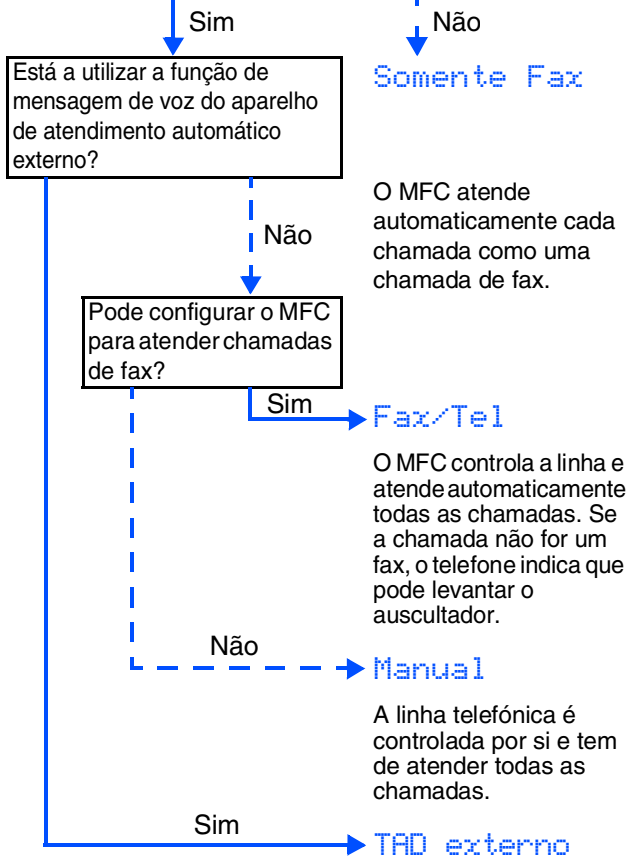 Sim
Não
Está a utilizar a função de
mensagem de voz do aparelho
de atendimento automático
externo?
Somente Fax
O MFC atende
automaticamente cada
chamada como uma
chamada de fax.
Não
Pode configurar o MFC
para atender chamadas
de fax?
Sim
Fax/Tel
O MFC controla a linha e
atende automaticamente
todas as chamadas. Se
a chamada não for um
fax, o telefone indica que
pode levantar o
auscultador.
Não
Manual
A linha telefónica é
controlada por si e tem
de atender todas as
chamadas.
Sim
TAD externo